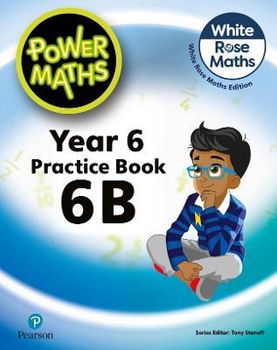 POWER
MATHS
White
Rose
Maths
White Rose Maths Edition
Year 6
Practice Book
6B
Pearson
Series Editor: Tony Staneff